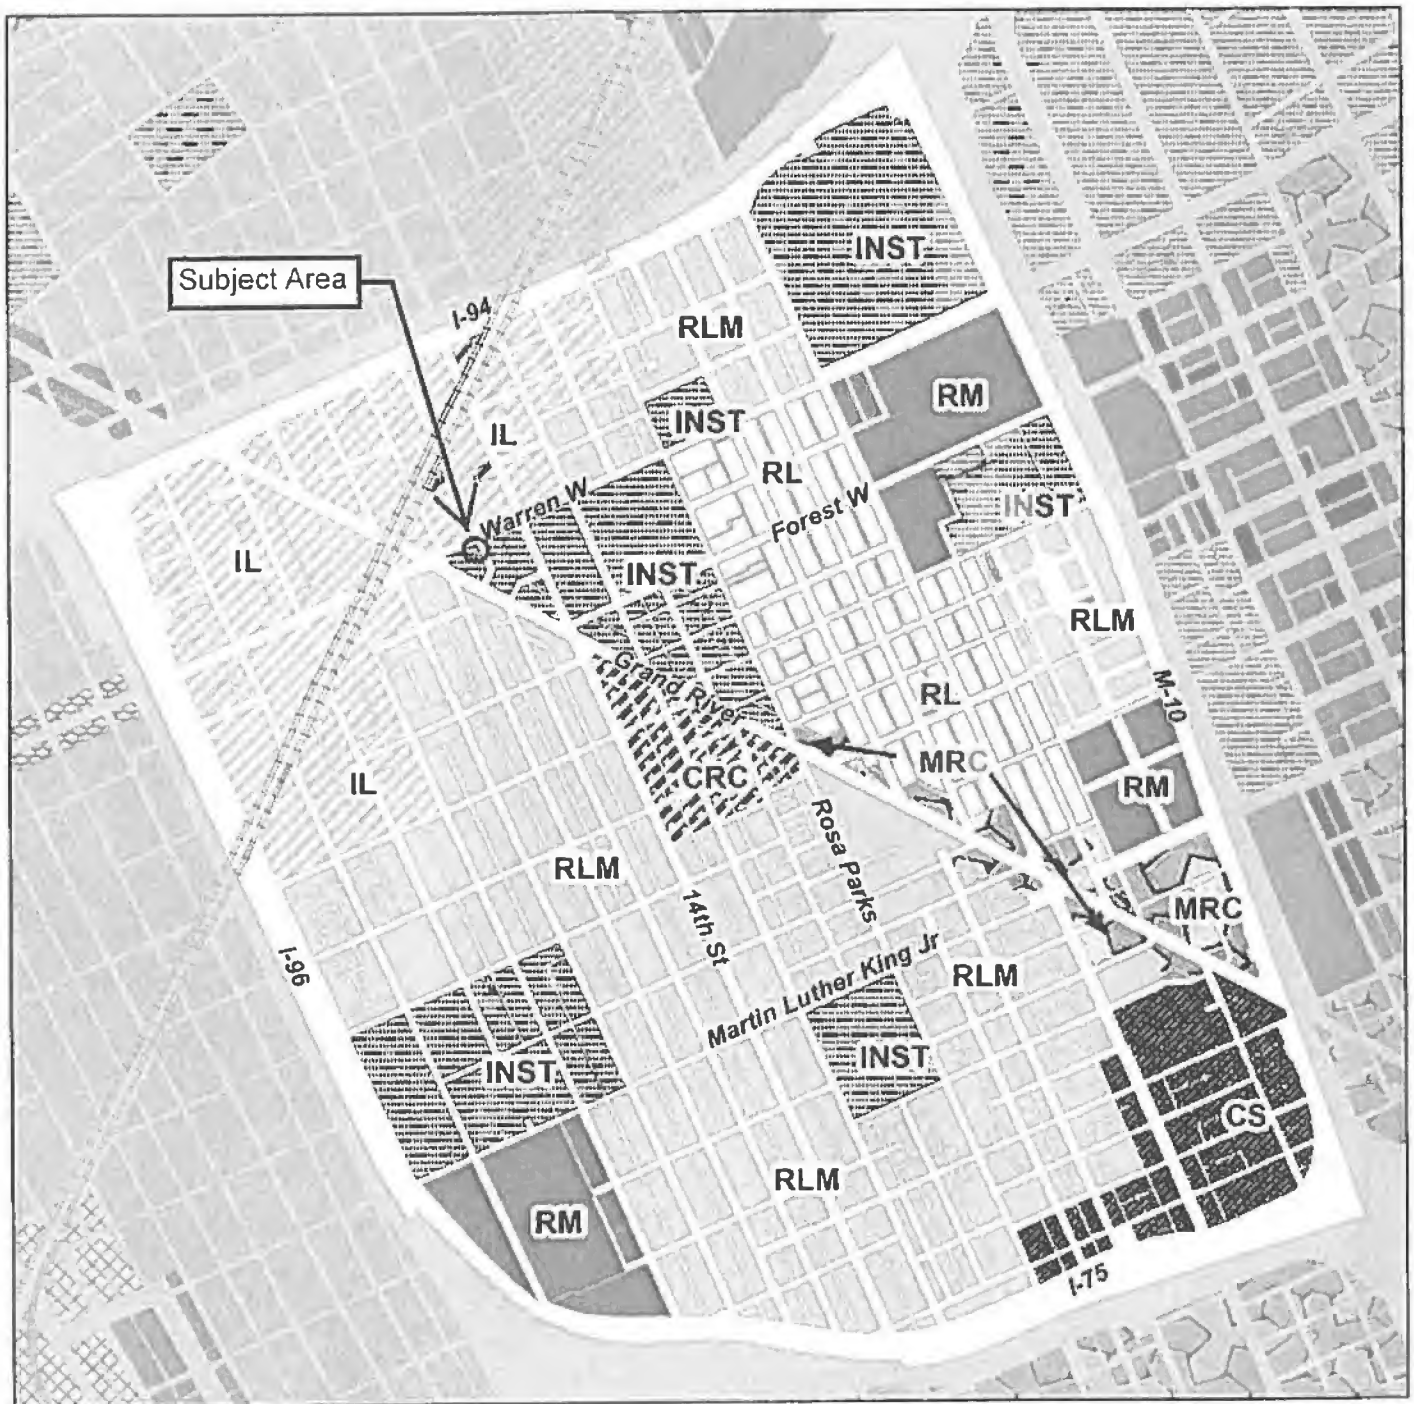 INST
Subject Area
I-94
RLM
RM
INST
IL
RL
Warren W
Forest W
INST
IL
INST
RLM
Grand River
RL
M-10
MRC
CRC
IL
RM
Rosa Parks
RLM
14th St
MRC
I-96
Martin Luther King Jr
RLM
INST
INST
CS
RLM
RM
I-75